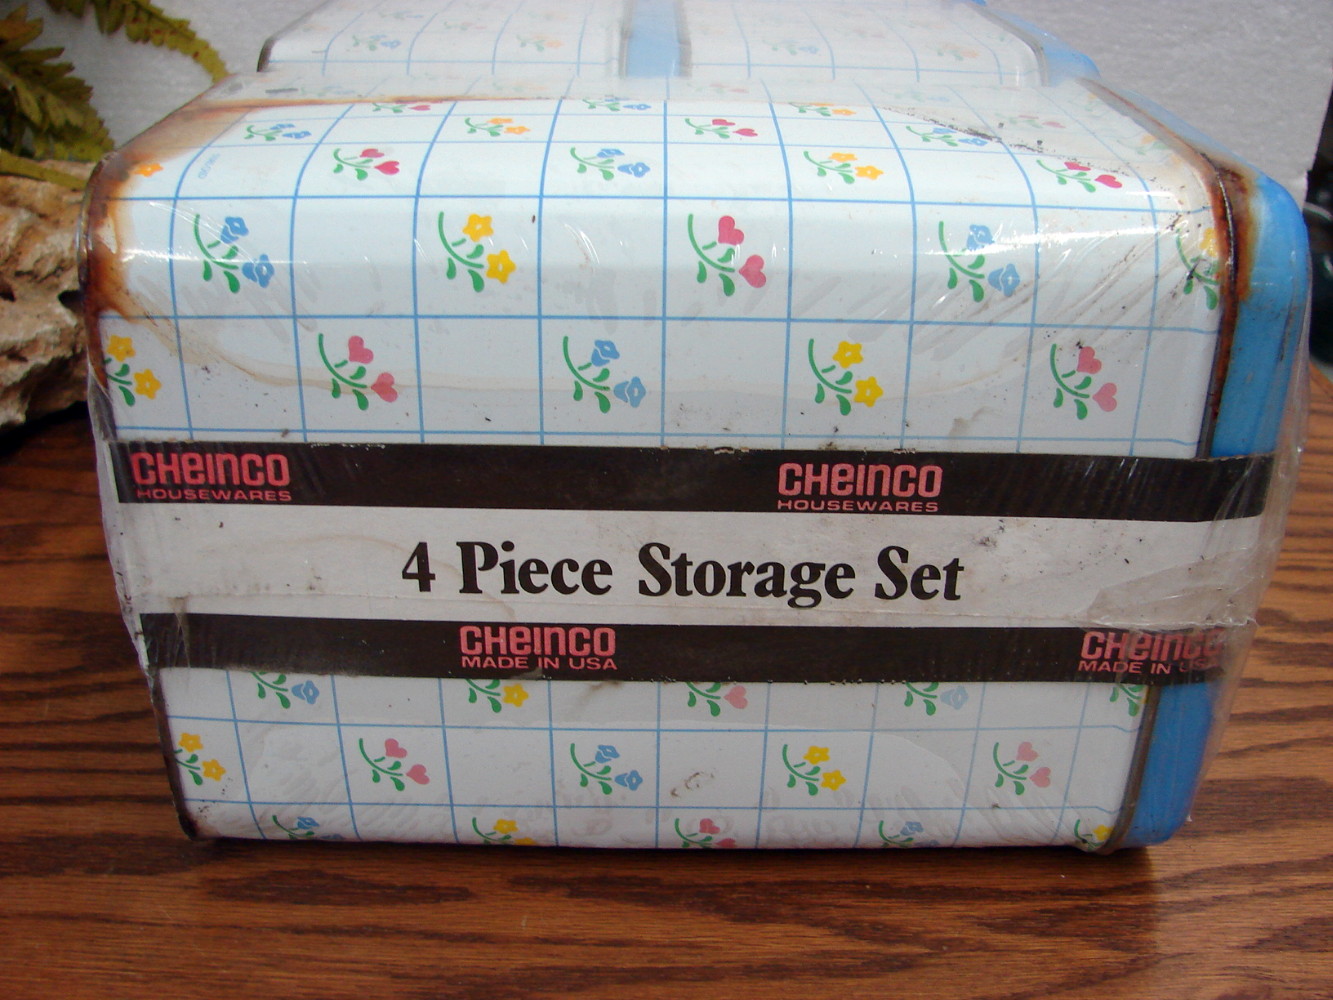 CHEINCO
HOUSEWARES
CHEINCO
HOUSEWARES
4 Piece Storage Set
CHEINCO
MADE IN USA
CHEINCO
MADE IN USA